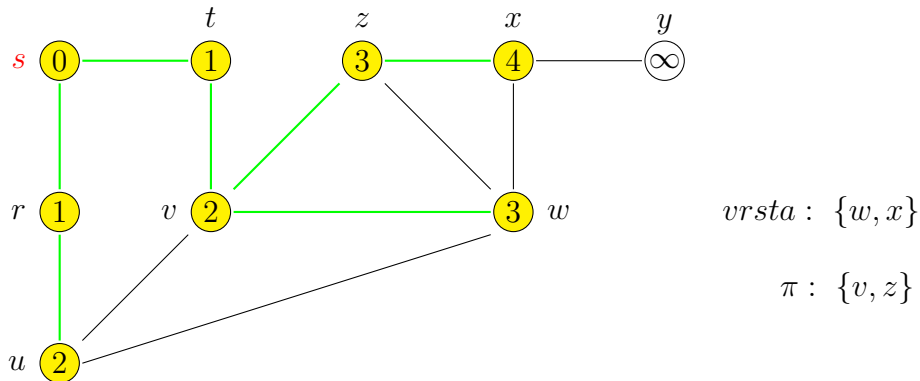 t z x y
s 0 1 3 4 ∞
r 1 v 2 3 w vrsta : {w, x}
π : {v, z}
u 2